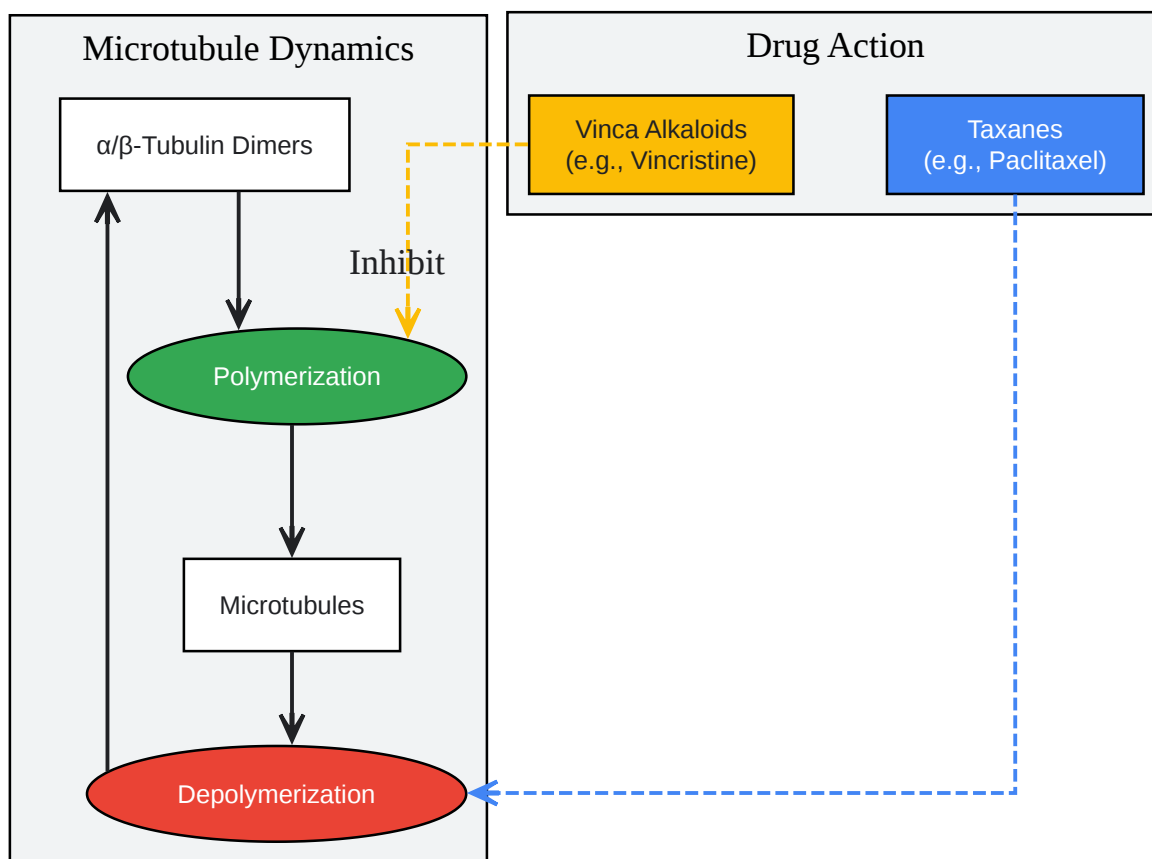 Microtubule Dynamics
α/β-Tubulin Dimers
Inhibit
Polymerization
Microtubules
Depolymerization
Drug Action
Vinca Alkaloids
(e.g., Vincristine)
Taxanes
(e.g., Paclitaxel)